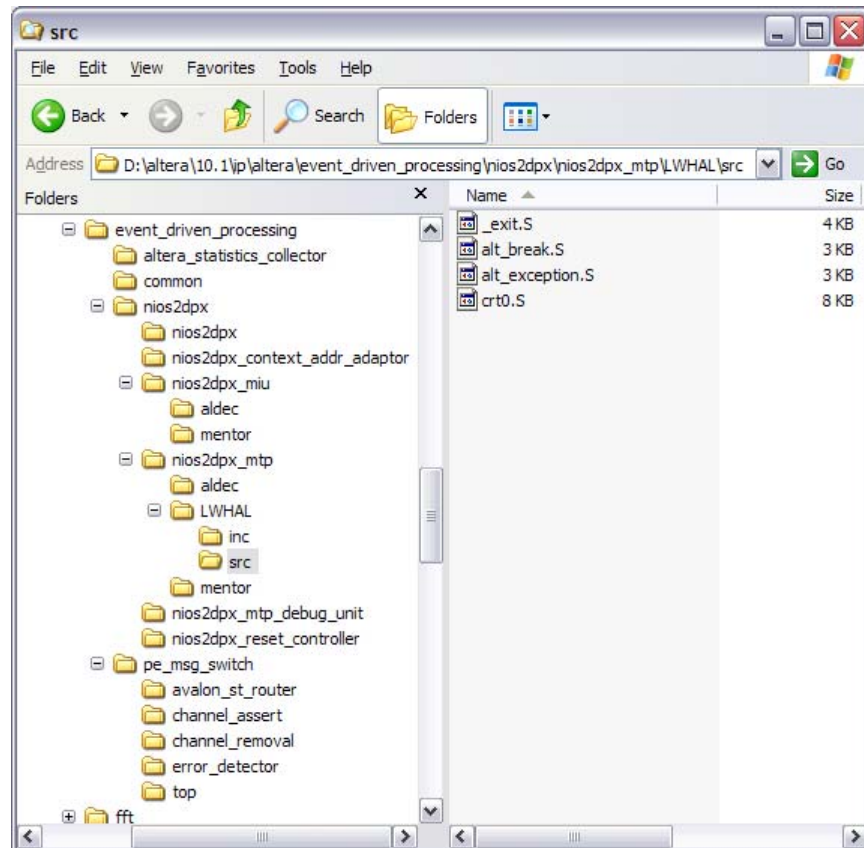 src
File Edit View Favorites Tools Help
Back Search Folders
Address D:\altera\10.1\ip\altera\event_driven_processing\nios2dpx\nios2dpx_mtp\LWHAL\src Go
Folders Name Size
event_driven_processing _exit.S 4 KB
altera_statistics_collector alt_break.S 3 KB
common alt_exception.S 3 KB
nios2dpx crt0.S 8 KB
nios2dpx
nios2dpx_context_addr_adaptor
nios2dpx_miu
aldec
mentor
nios2dpx_mtp
aldec
LWHAL
inc
src
mentor
nios2dpx_mtp_debug_unit
nios2dpx_reset_controller
pe_msg_switch
avalon_st_router
channel_assert
channel_removal
error_detector
top
fft